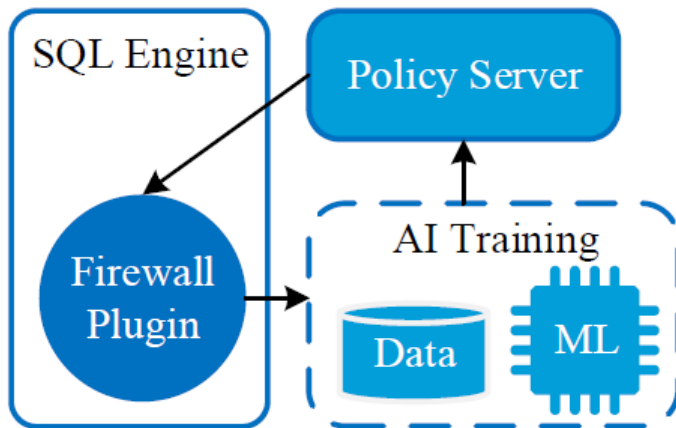 SQL Engine
Policy Server
AI Training
Firewall
Plugin
Data
ML